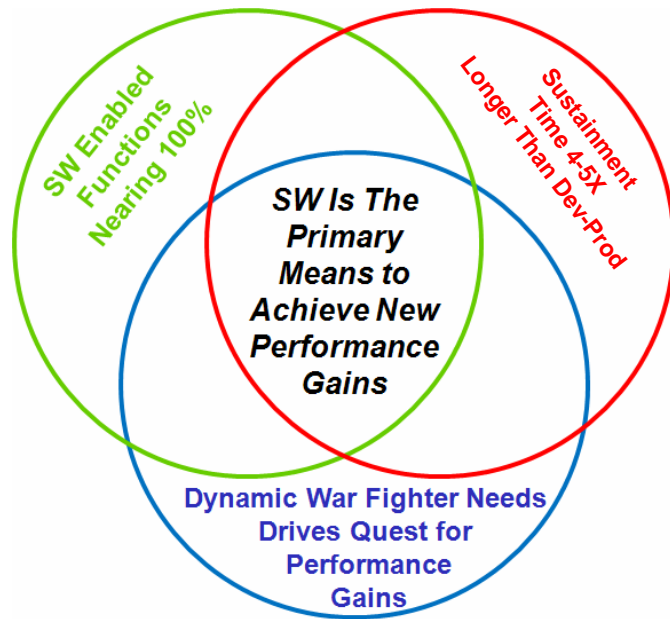 SW Enabled
Functions
Nearing 100%
Sustainment
Time 4-5X
Longer Than Dev-Prod
SW Is The
Primary
Means to
Achieve New
Performance
Gains
Dynamic War Fighter Needs
Drives Quest for
Performance
Gains